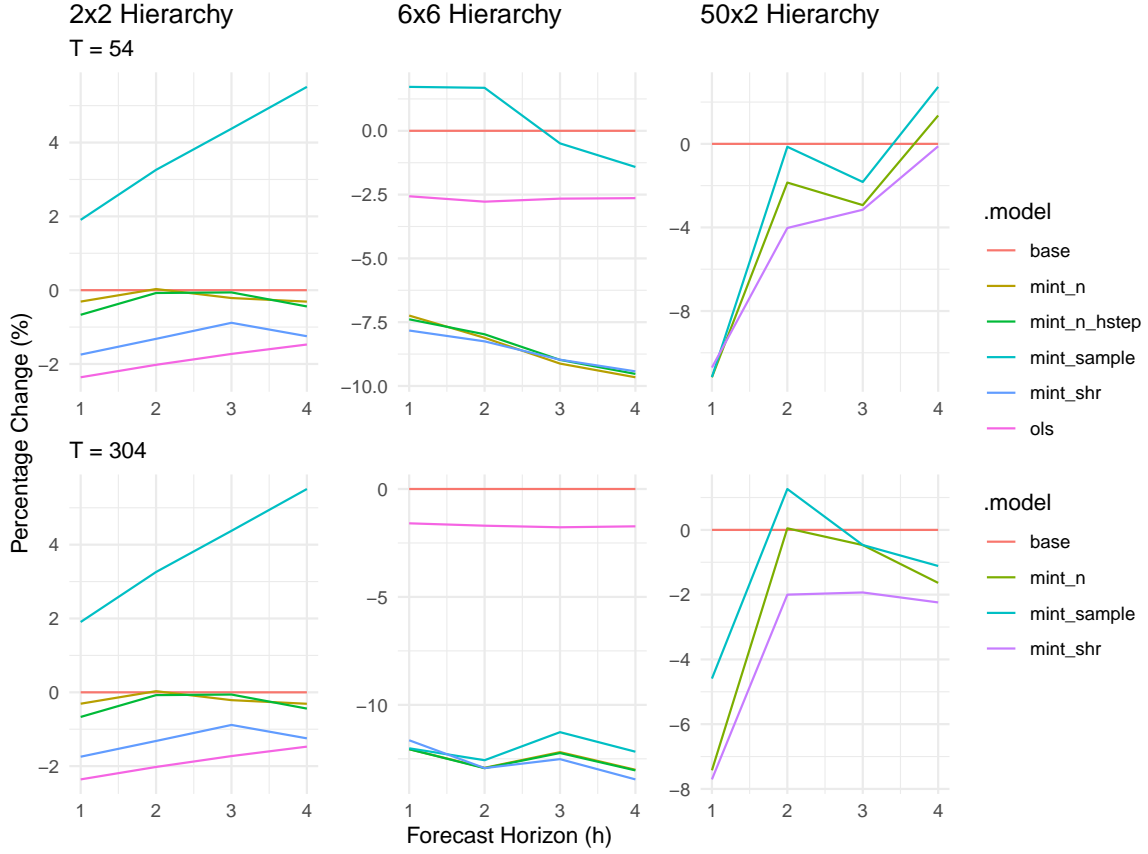 2x2 Hierarchy
6x6 Hierarchy
50x2 Hierarchy
T = 54
Percentage Change (%)
4
2
0
−2
1 2 3 4
0.0
−2.5
−5.0
−7.5
−10.0
1 2 3 4
0
−4
−8
1 2 3 4
.model
base
mint_n
mint_n_hstep
mint_sample
mint_shr
ols
T = 304
4
2
0
−2
1 2 3 4
0
−5
−10
1 2 3 4
0
−2
−4
−6
−8
1 2 3 4
.model
base
mint_n
mint_sample
mint_shr
Forecast Horizon (h)